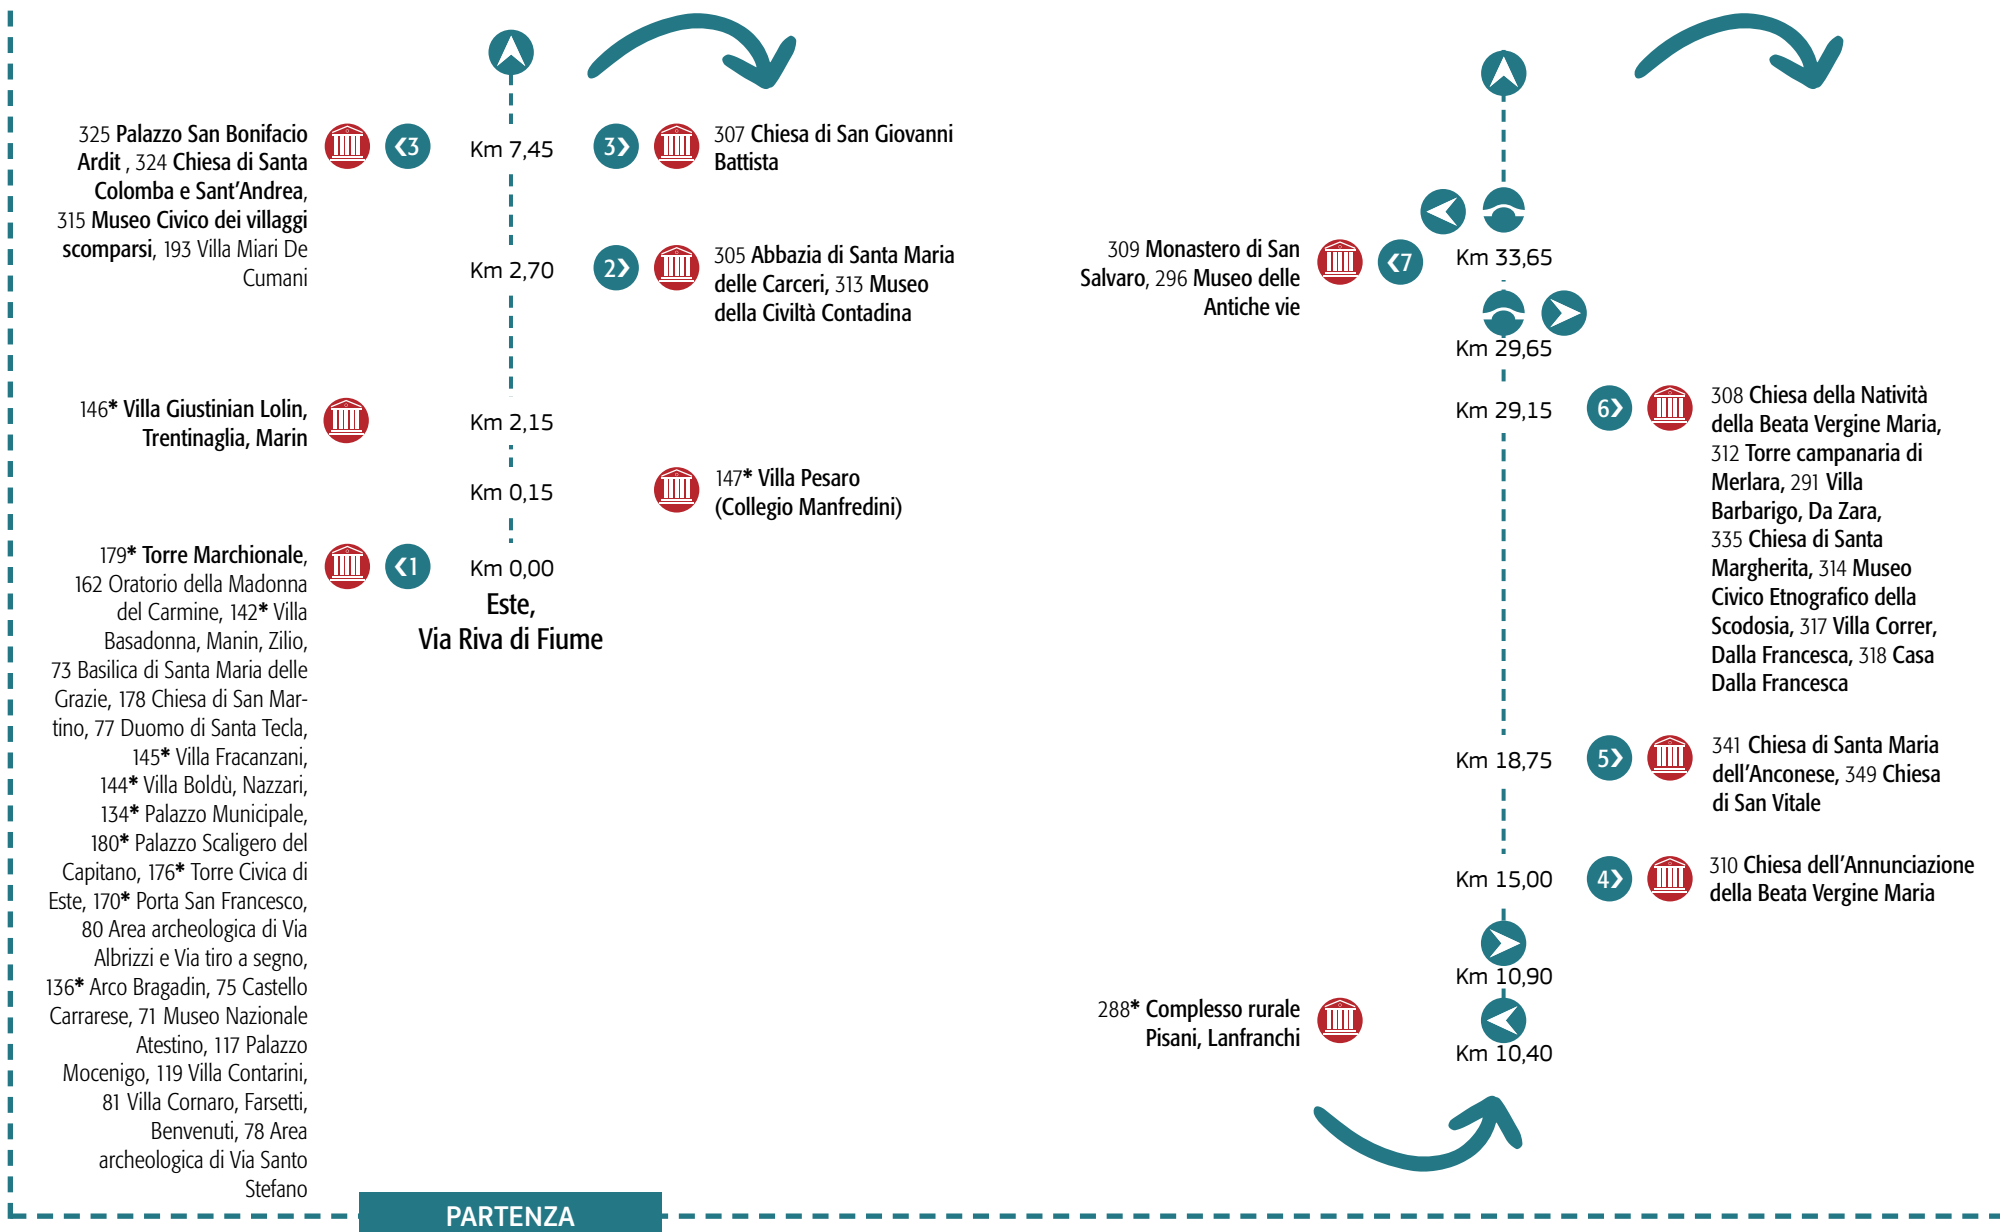 325 Palazzo San Bonifacio
Ardit , 324 Chiesa di Santa
Colomba e Sant'Andrea,
315 Museo Civico dei villaggi
scomparsi, 193 Villa Miari De
Cumani
‹3
Km 7,45
3›
307 Chiesa di San Giovanni
Battista
Km 2,70
2›
305 Abbazia di Santa Maria
delle Carceri, 313 Museo
della Civiltà Contadina
146* Villa Giustinian Lolin,
Trentinaglia, Marin
Km 2,15
Km 0,15
147* Villa Pesaro
(Collegio Manfredini)
179* Torre Marchionale,
162 Oratorio della Madonna
del Carmine, 142* Villa
Basadonna, Manin, Zilio,
73 Basilica di Santa Maria delle
Grazie, 178 Chiesa di San Mar-
tino, 77 Duomo di Santa Tecla,
145* Villa Fracanzani,
144* Villa Boldù, Nazzari,
134* Palazzo Municipale,
180* Palazzo Scaligero del
Capitano, 176* Torre Civica di
Este, 170* Porta San Francesco,
80 Area archeologica di Via
Albrizzi e Via tiro a segno,
136* Arco Bragadin, 75 Castello
Carrarese, 71 Museo Nazionale
Atestino, 117 Palazzo
Mocenigo, 119 Villa Contarini,
81 Villa Cornaro, Farsetti,
Benvenuti, 78 Area
archeologica di Via Santo
Stefano
‹1
Km 0,00
Este,
Via Riva di Fiume
PARTENZA
309 Monastero di San
Salvaro, 296 Museo delle
Antiche vie
‹7
Km 33,65
Km 29,65
Km 29,15
6›
308 Chiesa della Natività
della Beata Vergine Maria,
312 Torre campanaria di
Merlara, 291 Villa
Barbarigo, Da Zara,
335 Chiesa di Santa
Margherita, 314 Museo
Civico Etnografico della
Scodosia, 317 Villa Correr,
Dalla Francesca, 318 Casa
Dalla Francesca
Km 18,75
5›
341 Chiesa di Santa Maria
dell'Anconese, 349 Chiesa
di San Vitale
Km 15,00
4›
310 Chiesa dell'Annunciazione
della Beata Vergine Maria
Km 10,90
288* Complesso rurale
Pisani, Lanfranchi
Km 10,40